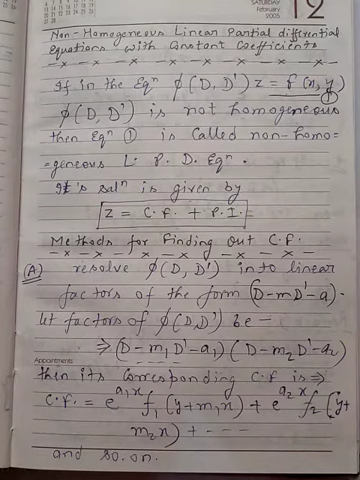 SATURDAY
February
2005
12
Non-Homogeneous Linear Partial differential
Equations with Constant Coefficients
-x-x-x-x-x-x-x-x-
If in the Eqⁿ φ(D, D') z = f(x, y)
①
φ(D, D') is not homogeneous
then Eqⁿ ① is called non-homo-
=geneous L. P. D. Eqⁿ.
It's solⁿ is given by
z = C.F. + P.I.
Methods for Finding out C.F.
-x-x-x-x-x-x-x-x-
(A) resolve φ(D, D') in to linear
factors of the form (D-mD'-a).
let factors of φ(D,D') be -
⇒ (D-m₁D'-a₁) (D-m₂D'-a₂)
Appointments
then its corresponding C.f is ⇒
C.F. = e^{a₁x} f₁ (y+m₁x) + e^{a₂x} f₂ (y+
m₂x) + ---
and so. on.